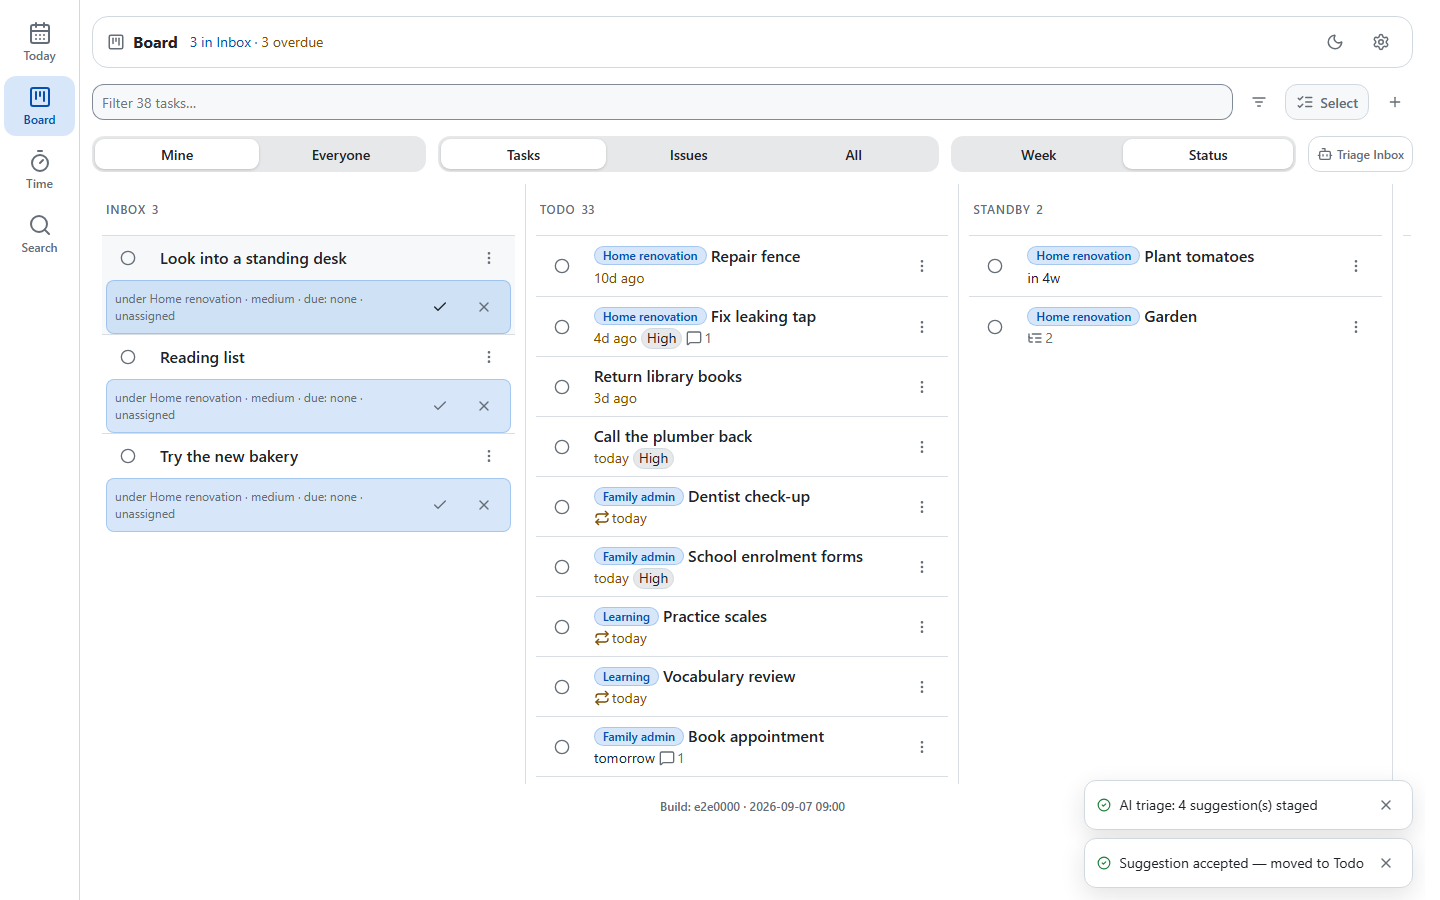 Today
Board
Time
Search
Board 3 in Inbox · 3 overdue
Filter 38 tasks...
Select
Mine Everyone
Tasks Issues All
Week Status
Triage Inbox
INBOX 3
Look into a standing desk
under Home renovation · medium · due: none ·
unassigned
Reading list
under Home renovation · medium · due: none ·
unassigned
Try the new bakery
under Home renovation · medium · due: none ·
unassigned
TODO 33
Home renovation Repair fence
10d ago
Home renovation Fix leaking tap
4d ago High 1
Return library books
3d ago
Call the plumber back
today High
Family admin Dentist check-up
today
Family admin School enrolment forms
today High
Learning Practice scales
today
Learning Vocabulary review
today
Family admin Book appointment
tomorrow 1
STANDBY 2
Home renovation Plant tomatoes
in 4w
Home renovation Garden
2
Build: e2e0000 · 2026-09-07 09:00
AI triage: 4 suggestion(s) staged
Suggestion accepted — moved to Todo